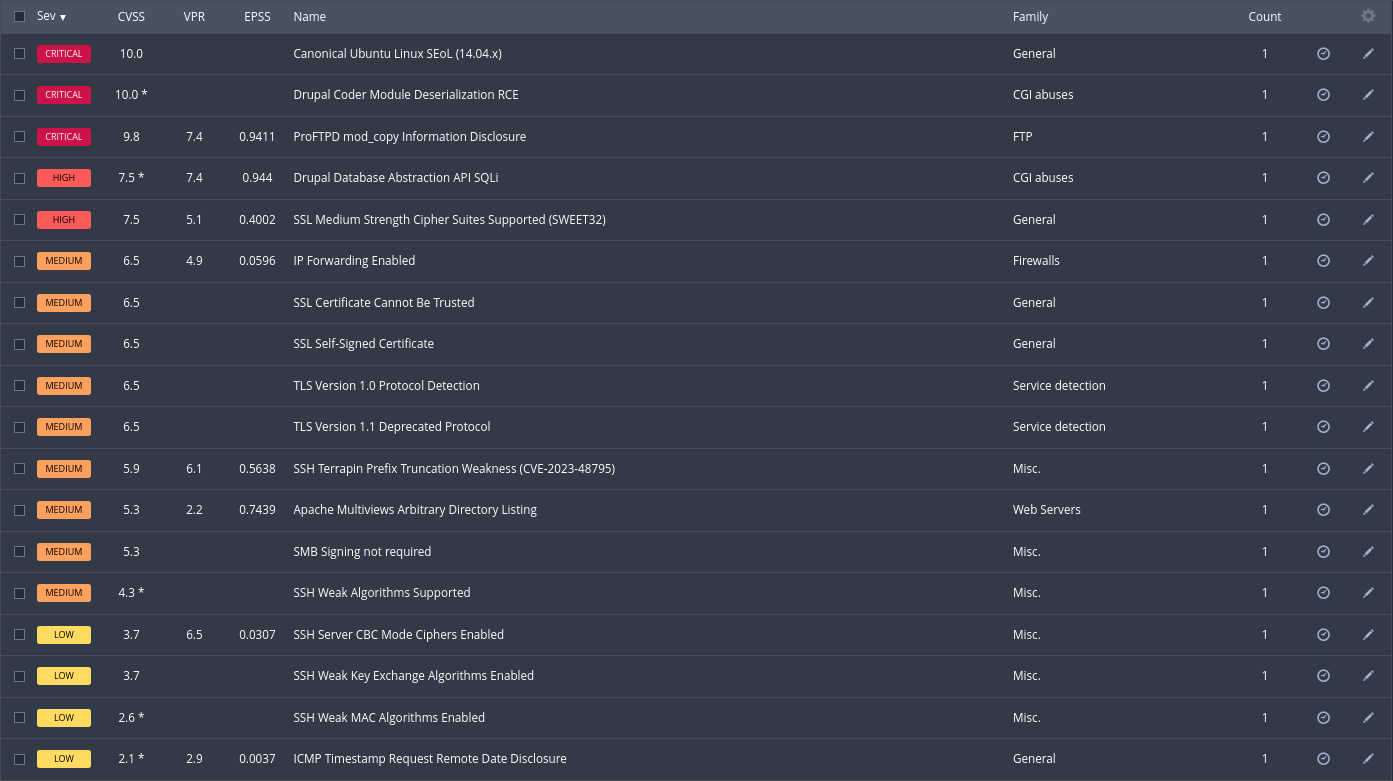 Sev ▾ CVSS VPR EPSS Name Family Count
CRITICAL 10.0 Canonical Ubuntu Linux SEoL (14.04.x) General 1
CRITICAL 10.0 * Drupal Coder Module Deserialization RCE CGI abuses 1
CRITICAL 9.8 7.4 0.9411 ProFTPD mod_copy Information Disclosure FTP 1
HIGH 7.5 * 7.4 0.944 Drupal Database Abstraction API SQLi CGI abuses 1
HIGH 7.5 5.1 0.4002 SSL Medium Strength Cipher Suites Supported (SWEET32) General 1
MEDIUM 6.5 4.9 0.0596 IP Forwarding Enabled Firewalls 1
MEDIUM 6.5 SSL Certificate Cannot Be Trusted General 1
MEDIUM 6.5 SSL Self-Signed Certificate General 1
MEDIUM 6.5 TLS Version 1.0 Protocol Detection Service detection 1
MEDIUM 6.5 TLS Version 1.1 Deprecated Protocol Service detection 1
MEDIUM 5.9 6.1 0.5638 SSH Terrapin Prefix Truncation Weakness (CVE-2023-48795) Misc. 1
MEDIUM 5.3 2.2 0.7439 Apache Multiviews Arbitrary Directory Listing Web Servers 1
MEDIUM 5.3 SMB Signing not required Misc. 1
MEDIUM 4.3 * SSH Weak Algorithms Supported Misc. 1
LOW 3.7 6.5 0.0307 SSH Server CBC Mode Ciphers Enabled Misc. 1
LOW 3.7 SSH Weak Key Exchange Algorithms Enabled Misc. 1
LOW 2.6 * SSH Weak MAC Algorithms Enabled Misc. 1
LOW 2.1 * 2.9 0.0037 ICMP Timestamp Request Remote Date Disclosure General 1